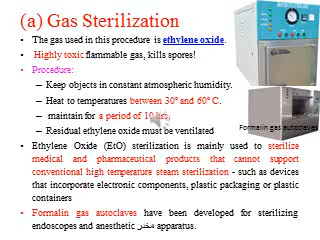 (a) Gas Sterilization
• The gas used in this procedure is ethylene oxide.
• Highly toxic flammable gas, kills spores!
• Procedure:
– Keep objects in constant atmospheric humidity.
– Heat to temperatures between 30º and 60º C.
– maintain for a period of 10 hrs.
– Residual ethylene oxide must be ventilated
Formalin gas autoclaves
• Ethylene Oxide (EtO) sterilization is mainly used to sterilize
medical and pharmaceutical products that cannot support
conventional high temperature steam sterilization - such as devices
that incorporate electronic components, plastic packaging or plastic
containers
• Formalin gas autoclaves have been developed for sterilizing
endoscopes and anesthetic مخدر apparatus.